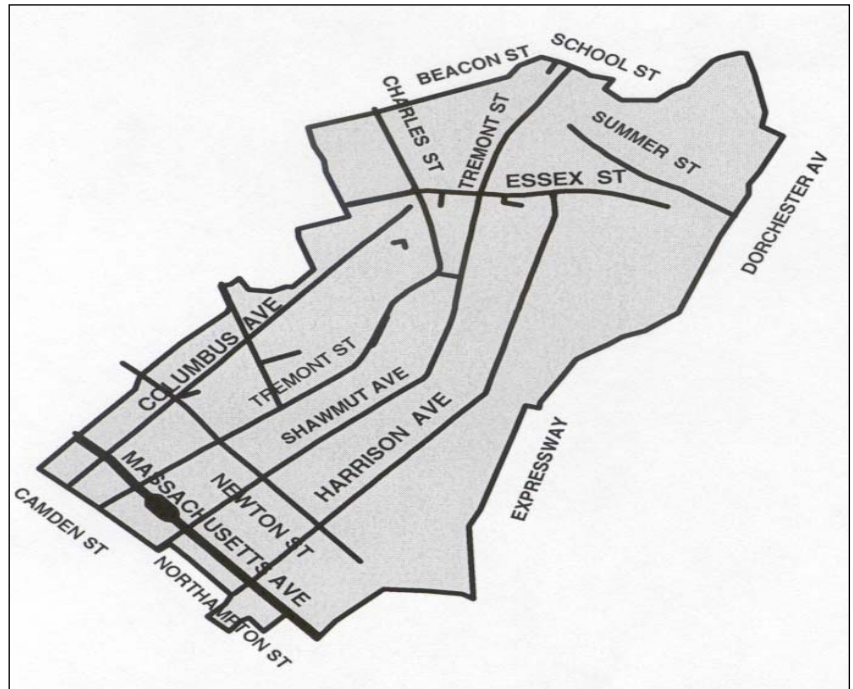 BEACON ST
SCHOOL ST
CHARLES ST
TREMONT ST
SUMMER ST
ESSEX ST
DORCHESTER AV
COLUMBUS AVE
TREMONT ST
SHAWMUT AVE
HARRISON AVE
EXPRESSWAY
MASSACHUSETTS AVE
NEWTON ST
CAMDEN ST
NORTHAMPTON ST